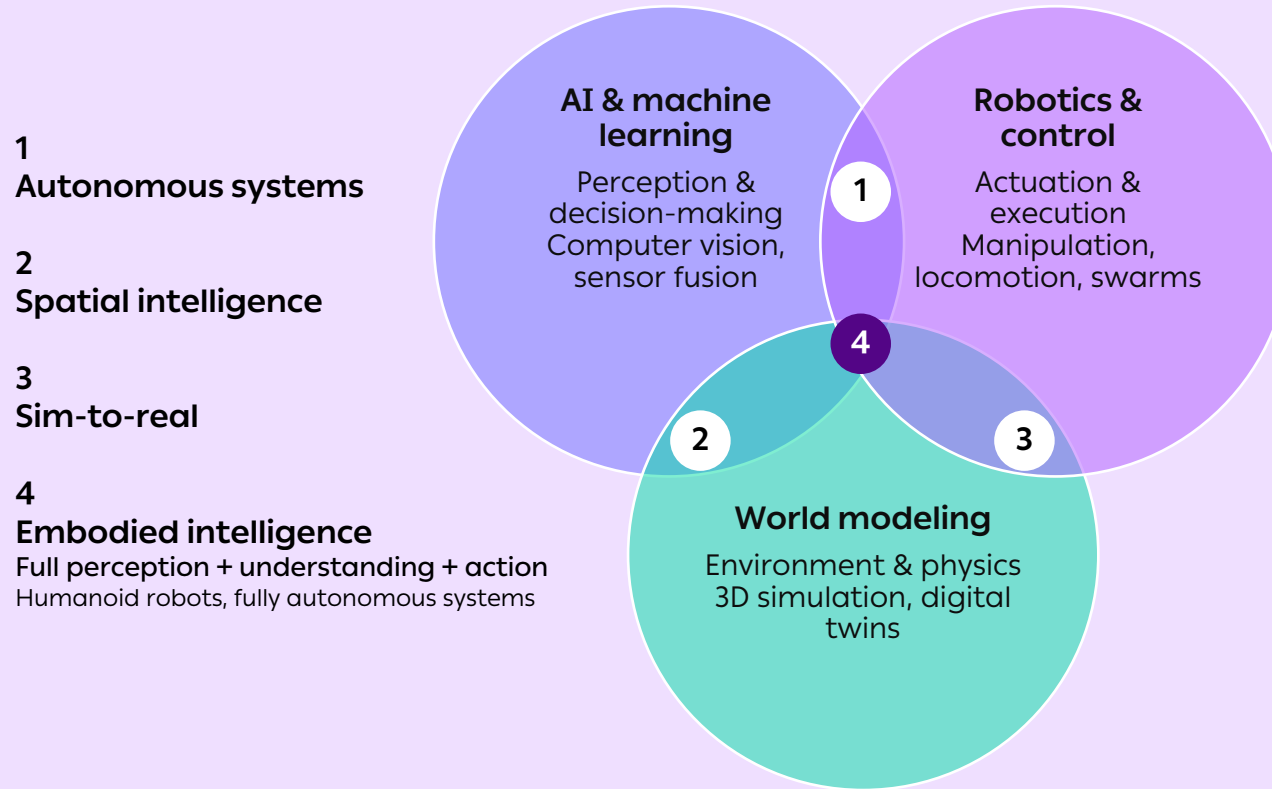 1
Autonomous systems
2
Spatial intelligence
3
Sim-to-real
4
Embodied intelligence
Full perception + understanding + action
Humanoid robots, fully autonomous systems
AI & machine
learning
Perception &
decision-making
Computer vision,
sensor fusion
1
Robotics &
control
Actuation &
execution
Manipulation,
locomotion, swarms
4
2
3
World modeling
Environment & physics
3D simulation, digital
twins